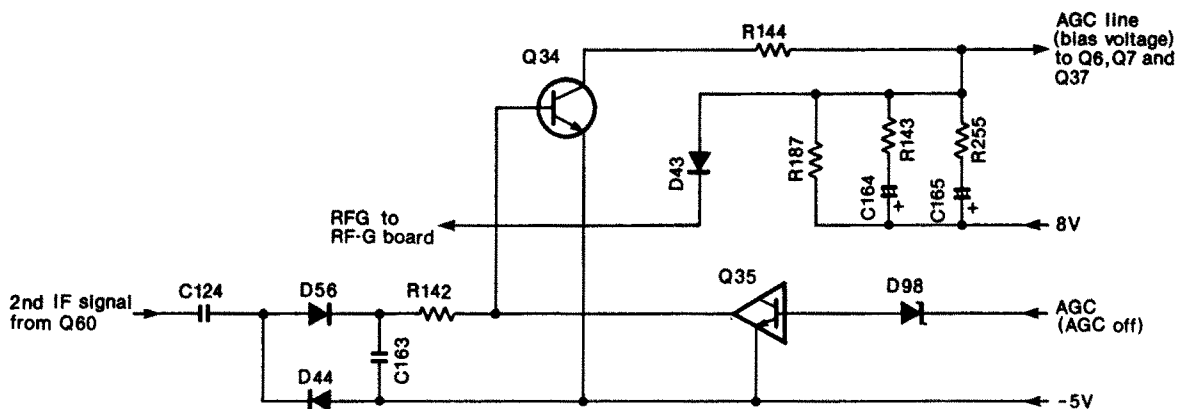 AGC line
(bias voltage)
to Q6, Q7 and
Q37
R144
Q34
D43
R187
R143
R255
C164
+
C165
+
8V
RFG to
RF-G board
Q35
D98
2nd IF signal
from Q60
C124
D56
R142
AGC
(AGC off)
C163
D44
-5V